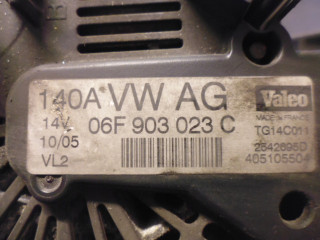 140A VW AG
Valeo
MADE IN FRANCE
14V
06F 903 023 C
TG14C011
10/05
2542695D
VL2
405105504